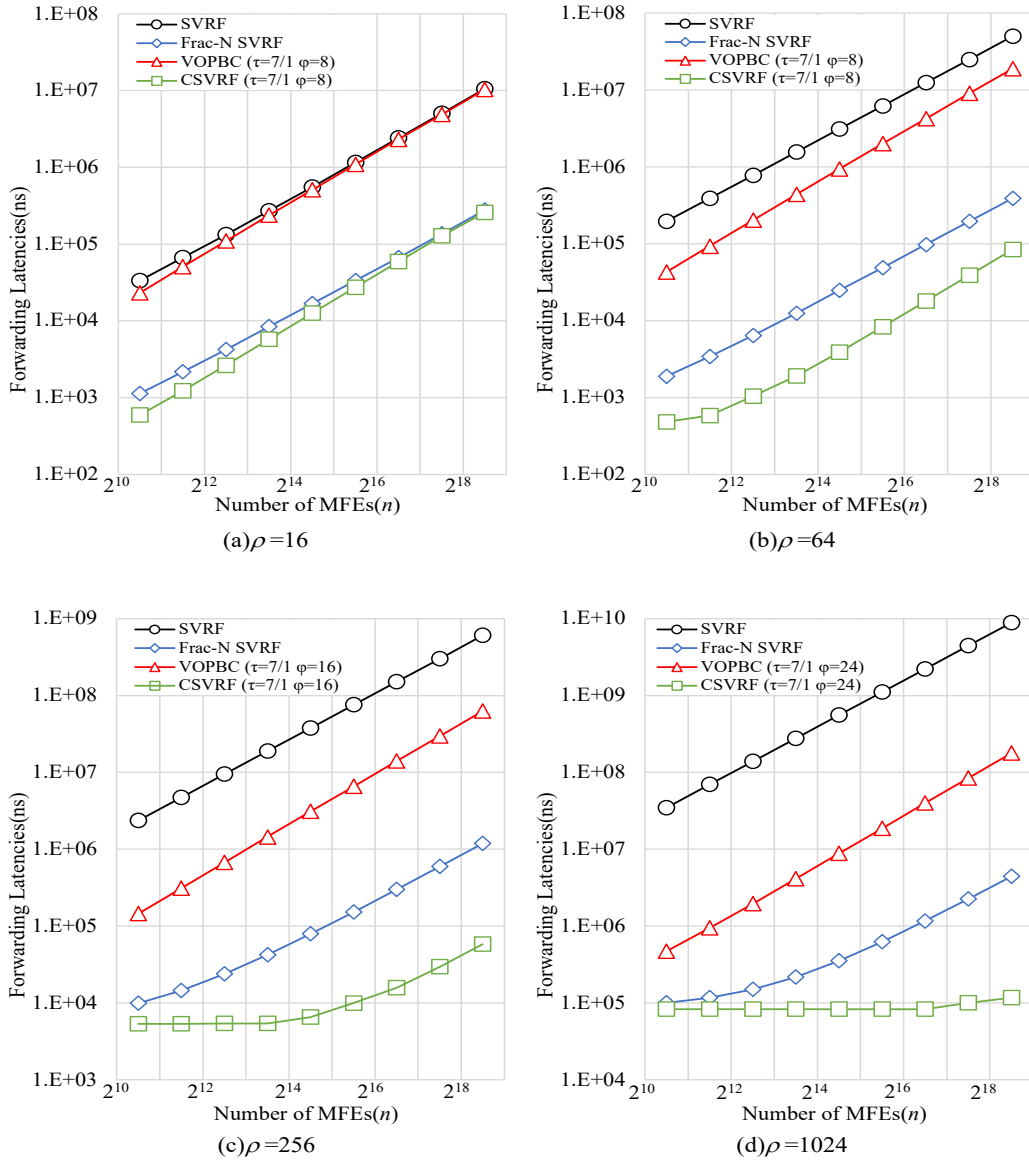 1.E+08
1.E+07
1.E+06
1.E+05
1.E+04
1.E+03
1.E+02
Forwarding Latencies(ns)
SVRF
Frac-N SVRF
VOPBC (τ=7/1 φ=8)
CSVRF (τ=7/1 φ=8)
2^10 2^12 2^14 2^16 2^18
Number of MFEs(n)
(a)ρ =16
1.E+08
1.E+07
1.E+06
1.E+05
1.E+04
1.E+03
1.E+02
Forwarding Latencies(ns)
SVRF
Frac-N SVRF
VOPBC (τ=7/1 φ=8)
CSVRF (τ=7/1 φ=8)
2^10 2^12 2^14 2^16 2^18
Number of MFEs(n)
(b)ρ =64
1.E+09
1.E+08
1.E+07
1.E+06
1.E+05
1.E+04
1.E+03
Forwarding Latencies(ns)
SVRF
Frac-N SVRF
VOPBC (τ=7/1 φ=16)
CSVRF (τ=7/1 φ=16)
2^10 2^12 2^14 2^16 2^18
Number of MFEs(n)
(c)ρ =256
1.E+10
1.E+09
1.E+08
1.E+07
1.E+06
1.E+05
1.E+04
Forwarding Latencies(ns)
SVRF
Frac-N SVRF
VOPBC (τ=7/1 φ=24)
CSVRF (τ=7/1 φ=24)
2^10 2^12 2^14 2^16 2^18
Number of MFEs(n)
(d)ρ =1024